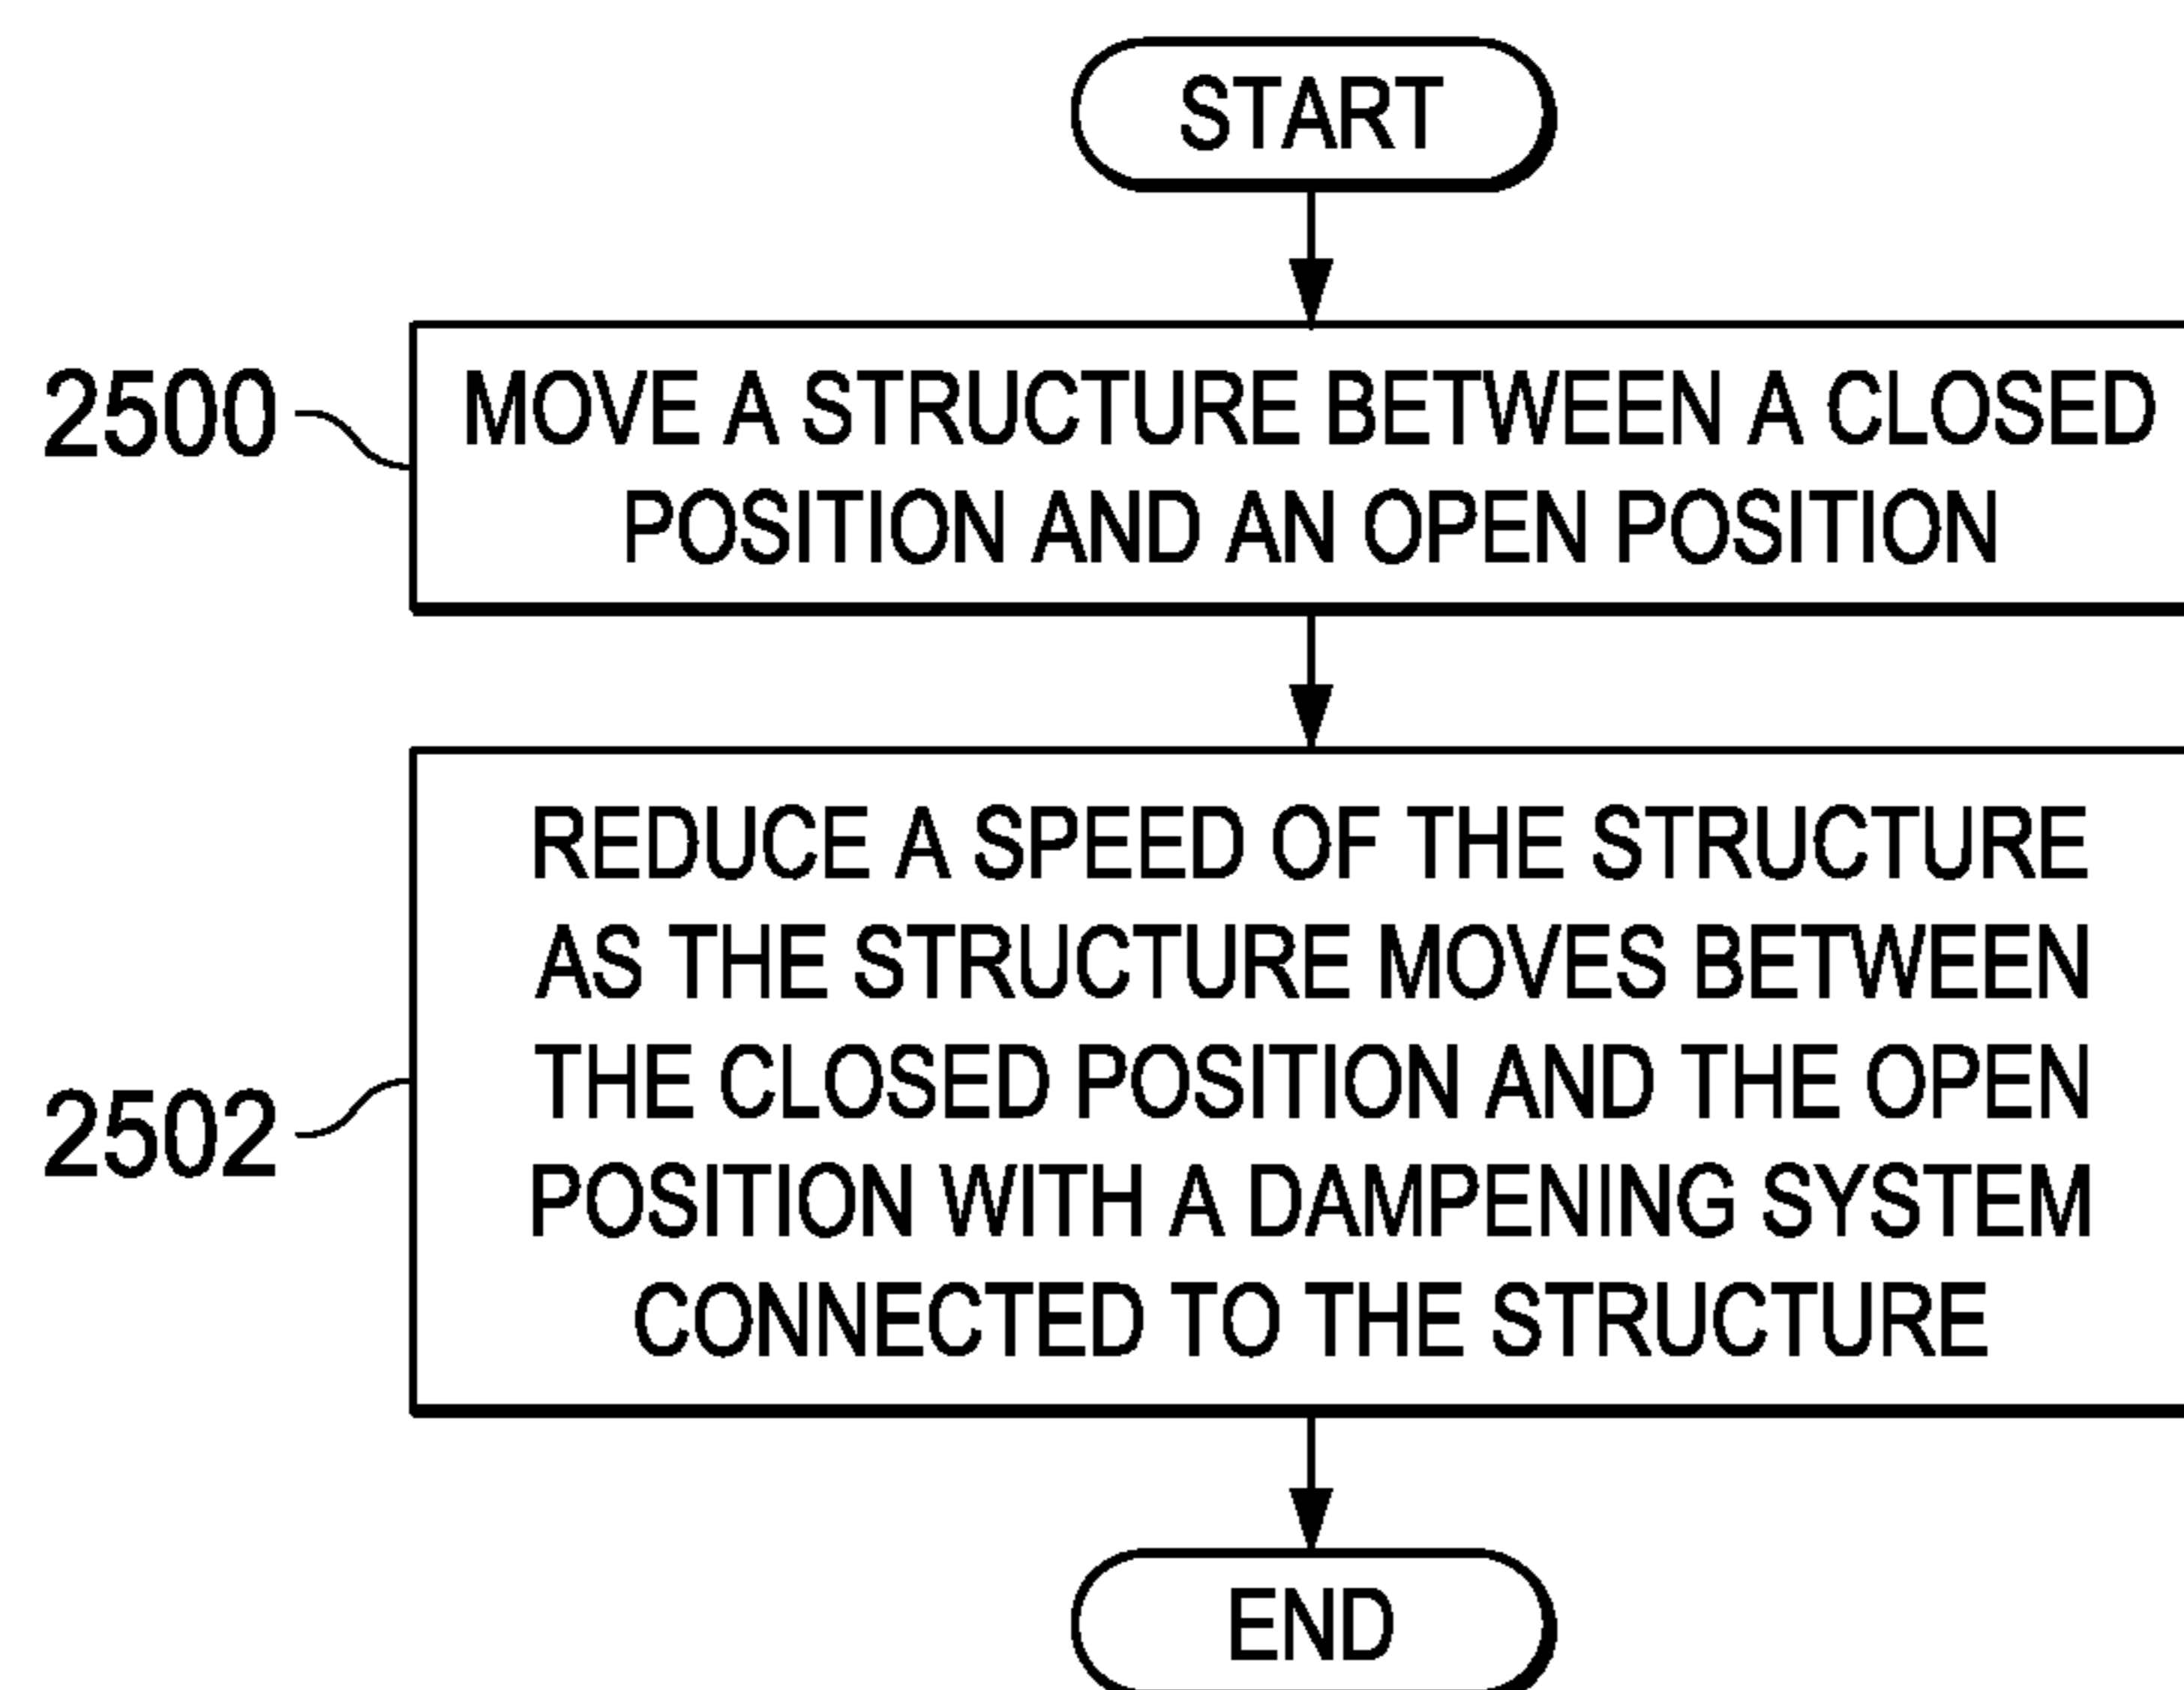 START
2500
MOVE A STRUCTURE BETWEEN A CLOSED
POSITION AND AN OPEN POSITION
2502
REDUCE A SPEED OF THE STRUCTURE
AS THE STRUCTURE MOVES BETWEEN
THE CLOSED POSITION AND THE OPEN
POSITION WITH A DAMPENING SYSTEM
CONNECTED TO THE STRUCTURE
END